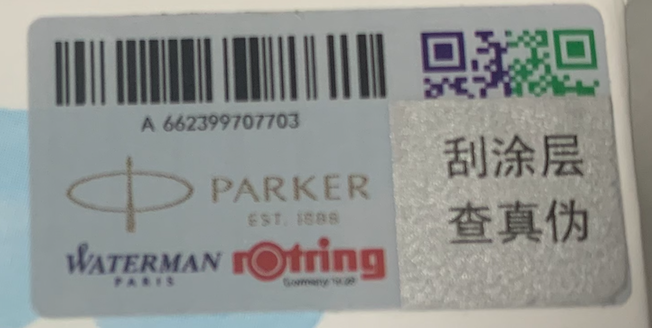 A 662399707703
刮涂层
查真伪
PARKER
EST. 1888
WATERMAN
PARIS
rotring